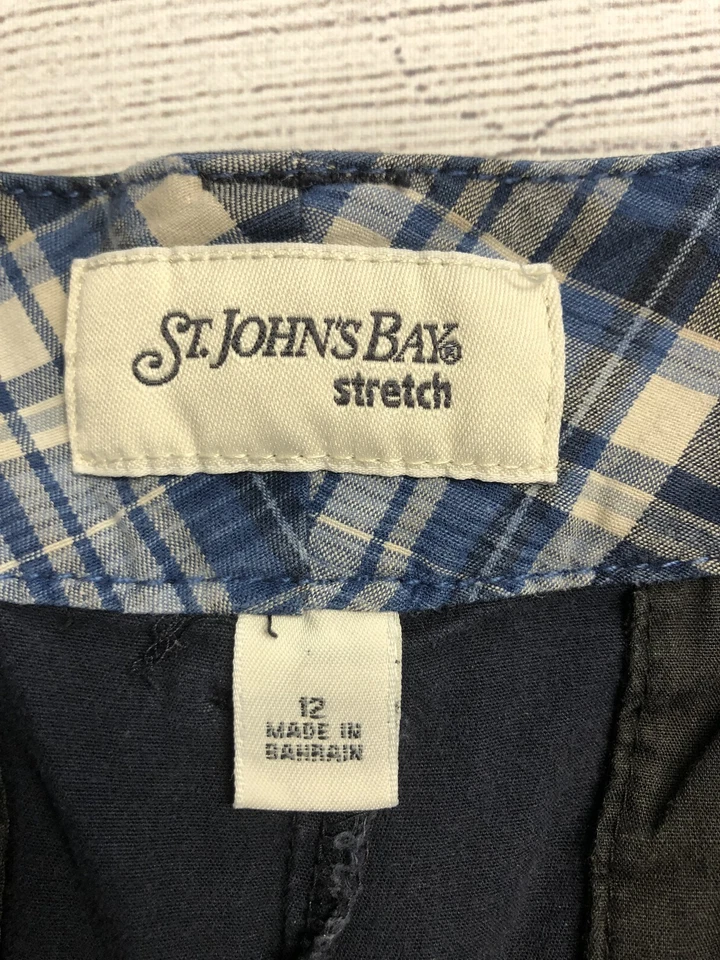 ST. JOHN'S BAY®
stretch
12
MADE IN
BAHRAIN